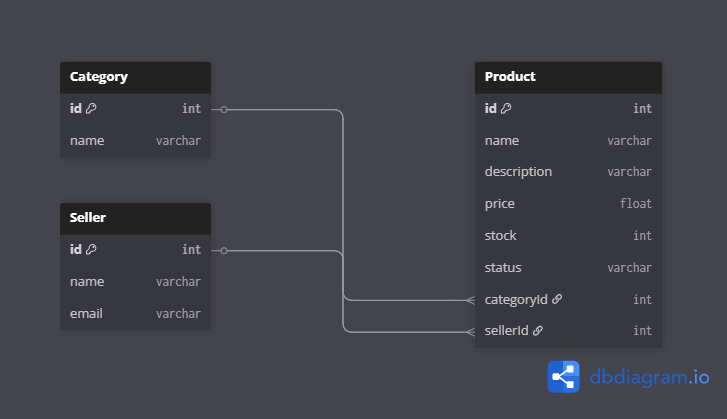 Category
id int
name varchar
Seller
id int
name varchar
email varchar
Product
id int
name varchar
description varchar
price float
stock int
status varchar
categoryId int
sellerId int
dbdiagram.io